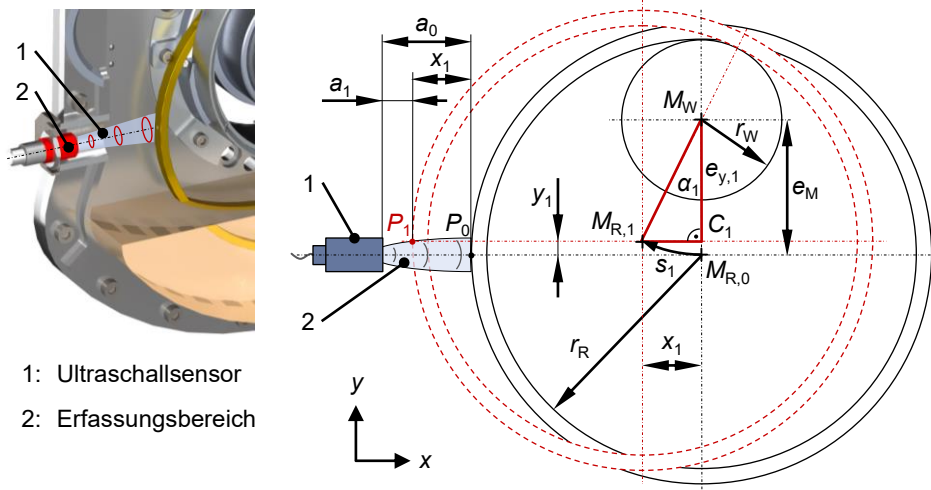 1
2
1: Ultraschallsensor
2: Erfassungsbereich
a0
x1
a1
MW
rW
y1
ey,1
eM
α1
1
P1
P0
MR,1
C1
s1
MR,0
2
rR
x1
y
x